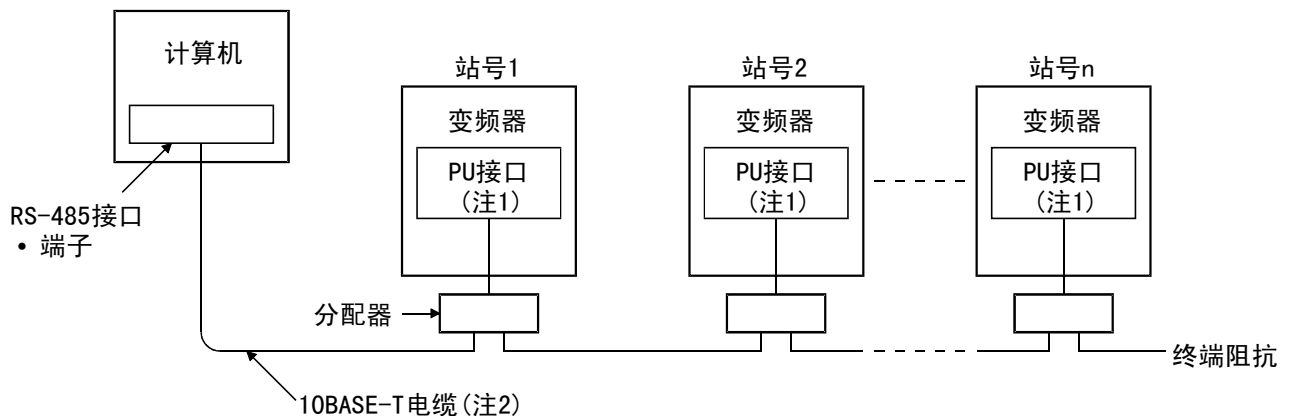 计算机
RS-485接口
• 端子
站号1
变频器
PU接口
(注1)
站号2
变频器
PU接口
(注1)
站号n
变频器
PU接口
(注1)
分配器
10BASE-T电缆(注2)
终端阻抗